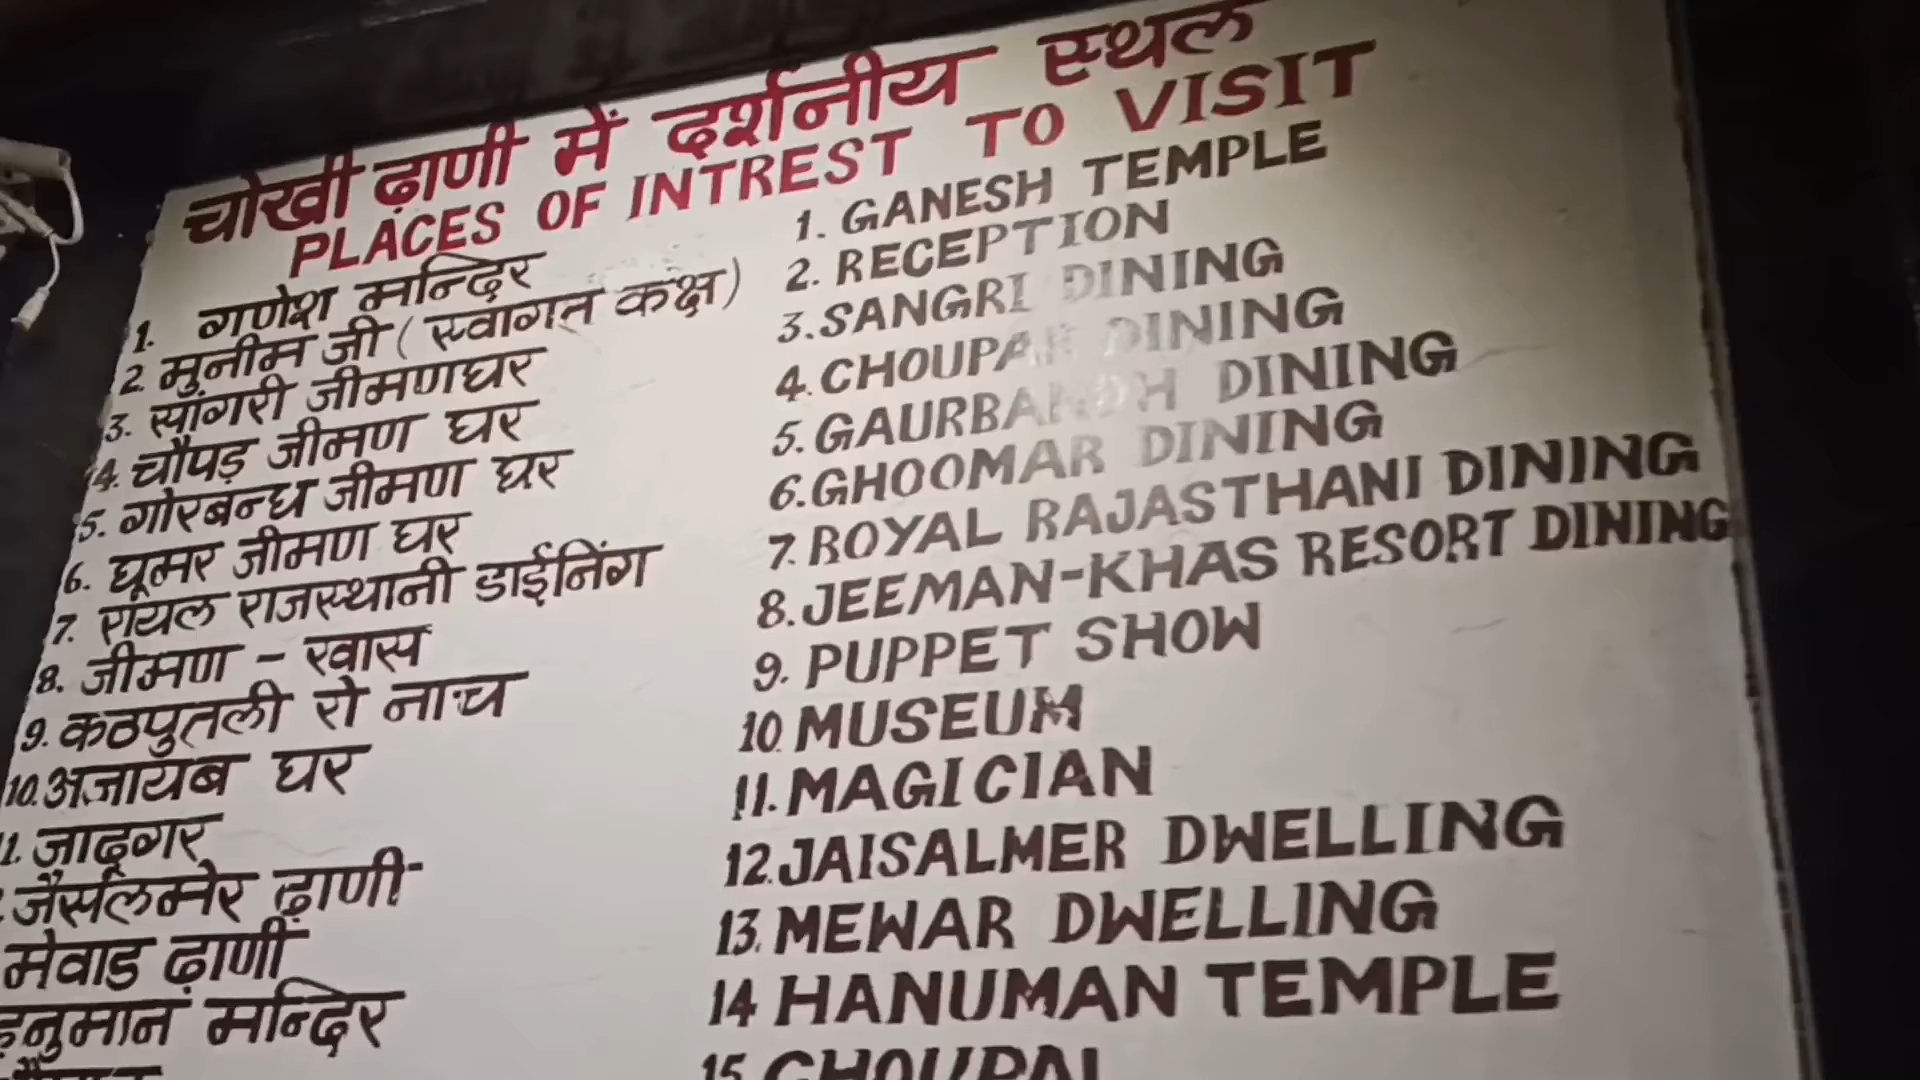 चोखी ढ़ाणी में दर्शनीय स्थल
PLACES OF INTREST TO VISIT
1. गणेश मन्दिर
2. मुनीम जी (स्वागत कक्ष)
3. सांगरी जीमणघर
4. चौपड़ जीमण घर
5. गोरबन्ध जीमण घर
6. घूमर जीमण घर
7. रॉयल राजस्थानी डाईनिंग
8. जीमण - खास
9. कठपुतली रो नाच
10. अजायब घर
11. जादूगर
जैसलमेर ढ़ाणी
मेवाड ढ़ाणी
हनुमान मन्दिर
1. GANESH TEMPLE
2. RECEPTION
3. SANGRI DINING
4. CHOUPAR DINING
5. GAURBANDH DINING
6. GHOOMAR DINING
7. ROYAL RAJASTHANI DINING
8. JEEMAN-KHAS RESORT DINING
9. PUPPET SHOW
10. MUSEUM
11. MAGICIAN
12. JAISALMER DWELLING
13. MEWAR DWELLING
14 HANUMAN TEMPLE
15 CHOUPAL